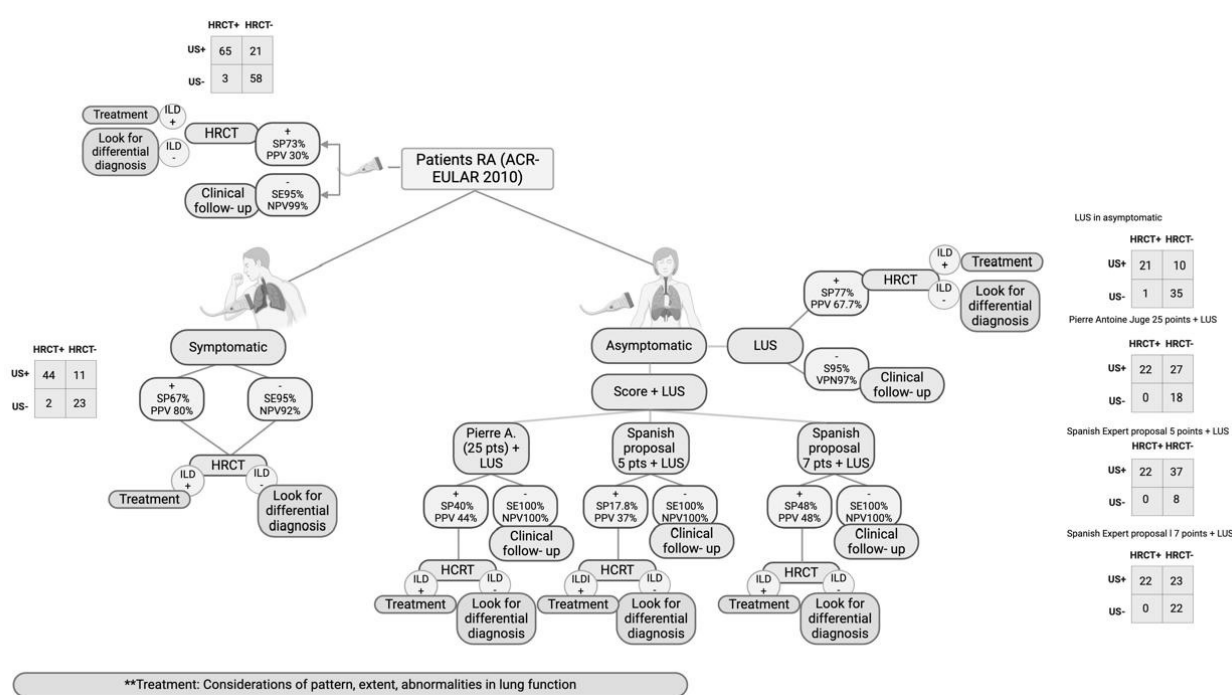 HRCT+ HRCT-
US+ 65 21
US- 3 58
Treatment
ILD
+
Look for
differential
diagnosis
ILD
-
HRCT
+
SP73%
PPV 30%
Clinical
follow- up
-
SE95%
NPV99%
Patients RA (ACR-
EULAR 2010)
HRCT+ HRCT-
US+ 44 11
US- 2 23
Symptomatic
+
SP67%
PPV 80%
-
SE95%
NPV92%
HRCT
ILD
+
ILD
-
Treatment
Look for
differential
diagnosis
Asymptomatic
LUS
+
SP77%
PPV 67.7%
HRCT
ILD
+
Treatment
ILD
-
Look for
differential
diagnosis
-
S95%
VPN97%
Clinical
follow- up
Score + LUS
Pierre A.
(25 pts) +
LUS
+
SP40%
PPV 44%
-
SE100%
NPV100%
Clinical
follow- up
HCRT
ILD
+
ILD
-
Treatment
Look for
differential
diagnosis
Spanish
proposal
5 pts + LUS
+
SP17.8%
PPV 37%
-
SE100%
NPV100%
Clinical
follow- up
HCRT
ILDI
+
ILD
-
Treatment
Look for
differential
diagnosis
Spanish
proposal
7 pts + LUS
+
SP48%
PPV 48%
-
SE100%
NPV100%
Clinical
follow- up
HRCT
ILD
+
ILD
-
Treatment
Look for
differential
diagnosis
LUS in asymptomatic
HRCT+ HRCT-
US+ 21 10
US- 1 35
Pierre Antoine Juge 25 points + LUS
HRCT+ HRCT-
US+ 22 27
US- 0 18
Spanish Expert proposal 5 points + LUS
HRCT+ HRCT-
US+ 22 37
US- 0 8
Spanish Expert proposal l 7 points + LUS
HRCT+ HRCT-
US+ 22 23
US- 0 22
**Treatment: Considerations of pattern, extent, abnormalities in lung function